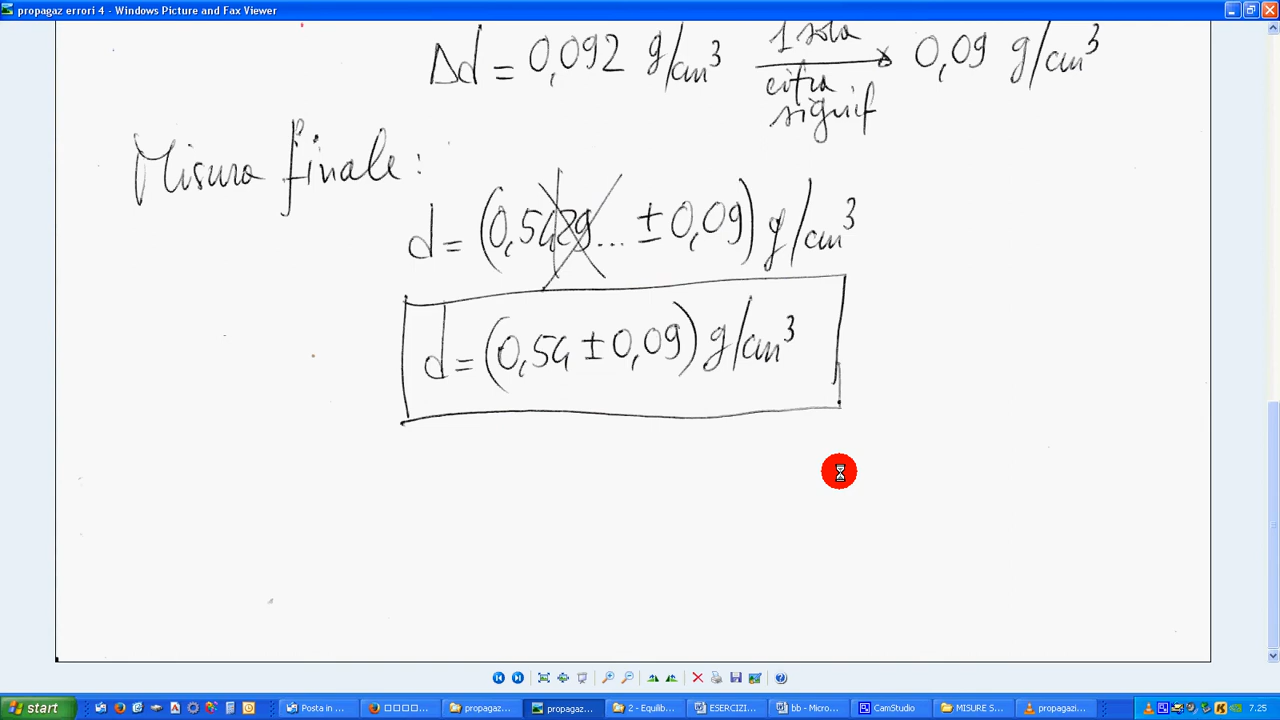 propagaz errori 4 - Windows Picture and Fax Viewer
Δd = 0,092 g/cm³ 1 sola cifra signif → 0,09 g/cm³
Misura finale:
d = (0,5429... ± 0,09) g/cm³
d = (0,54 ± 0,09) g/cm³
start
Posta in ...
propagaz...
propagaz...
2 - Equilib...
ESERCIZI...
bb - Micro...
CamStudio
MISURE S...
propagazi...
7.25